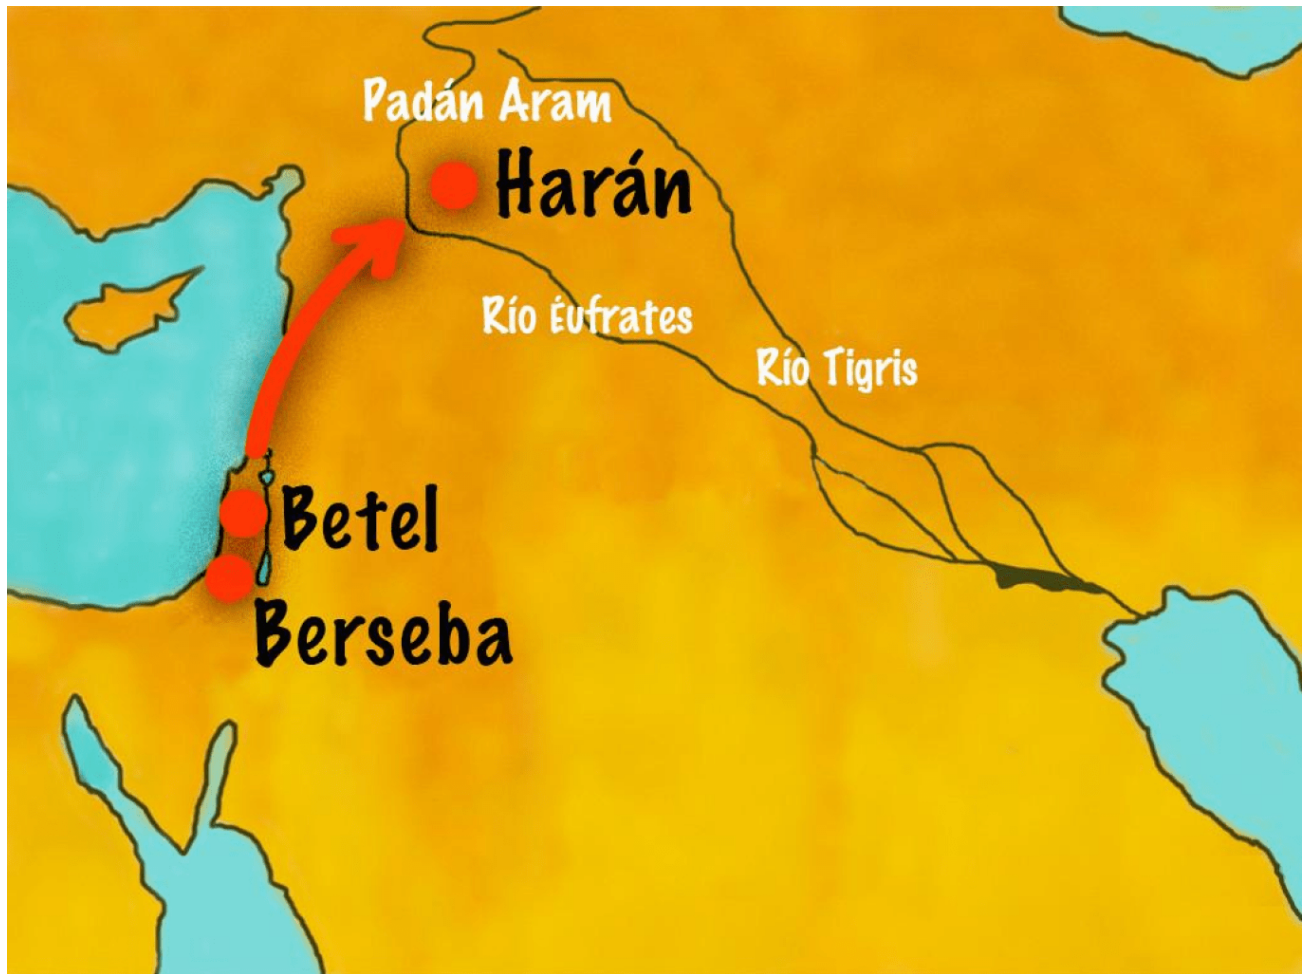 Padán Aram
Harán
Río Éufrates
Río Tigris
Betel
Berseba